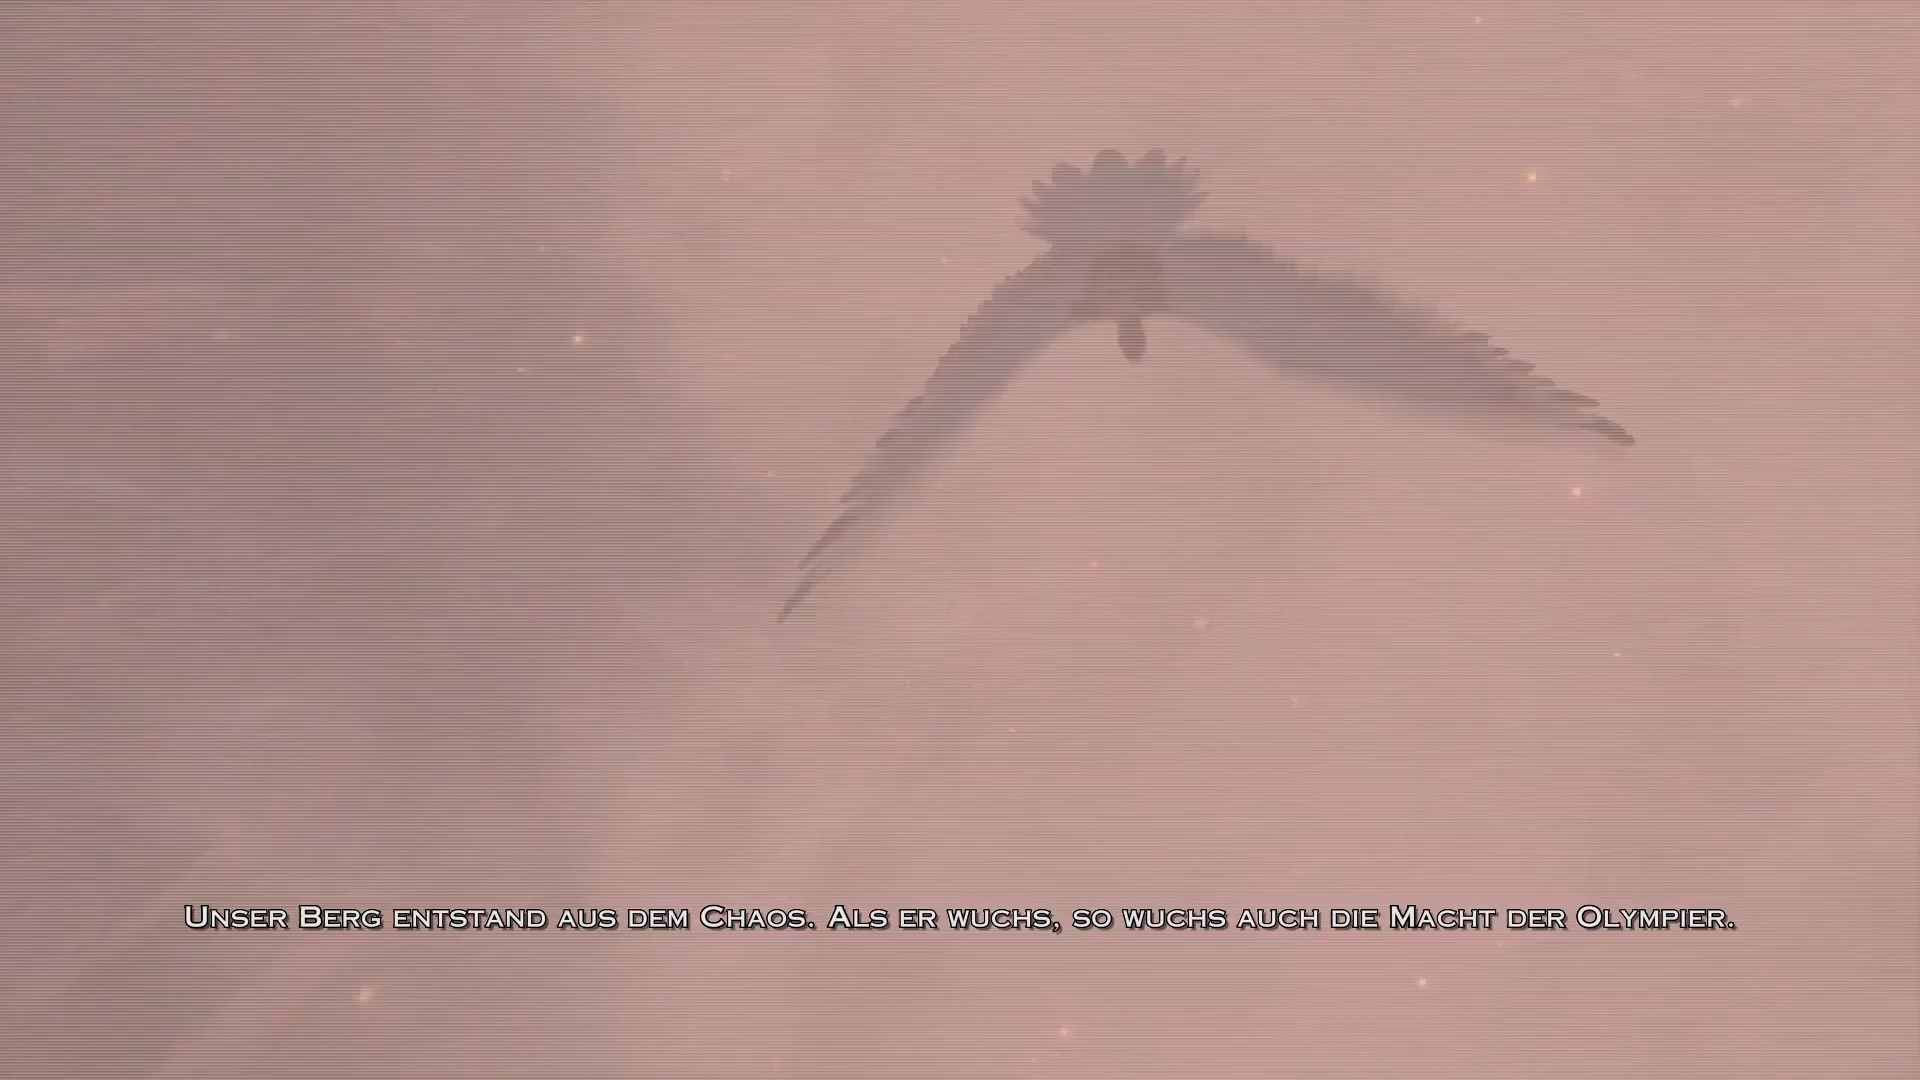 Unser Berg entstand aus dem Chaos. Als er wuchs, so wuchs auch die Macht der Olympier.